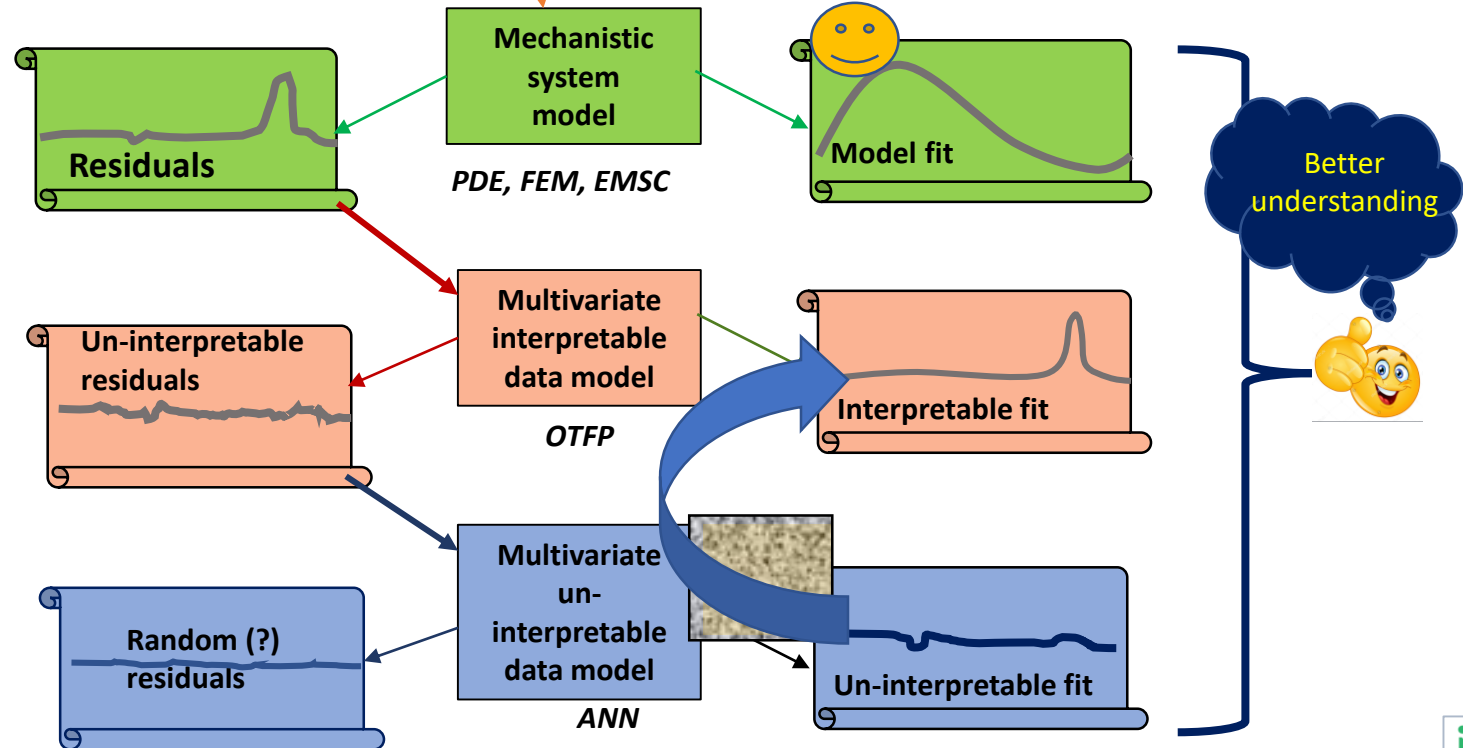 Mechanistic
system
model
Residuals
Model fit
PDE, FEM, EMSC
Better
understanding
Multivariate
interpretable
data model
Un-interpretable
residuals
Interpretable fit
OTFP
Multivariate
un-
interpretable
data model
Random (?)
residuals
Un-interpretable fit
ANN